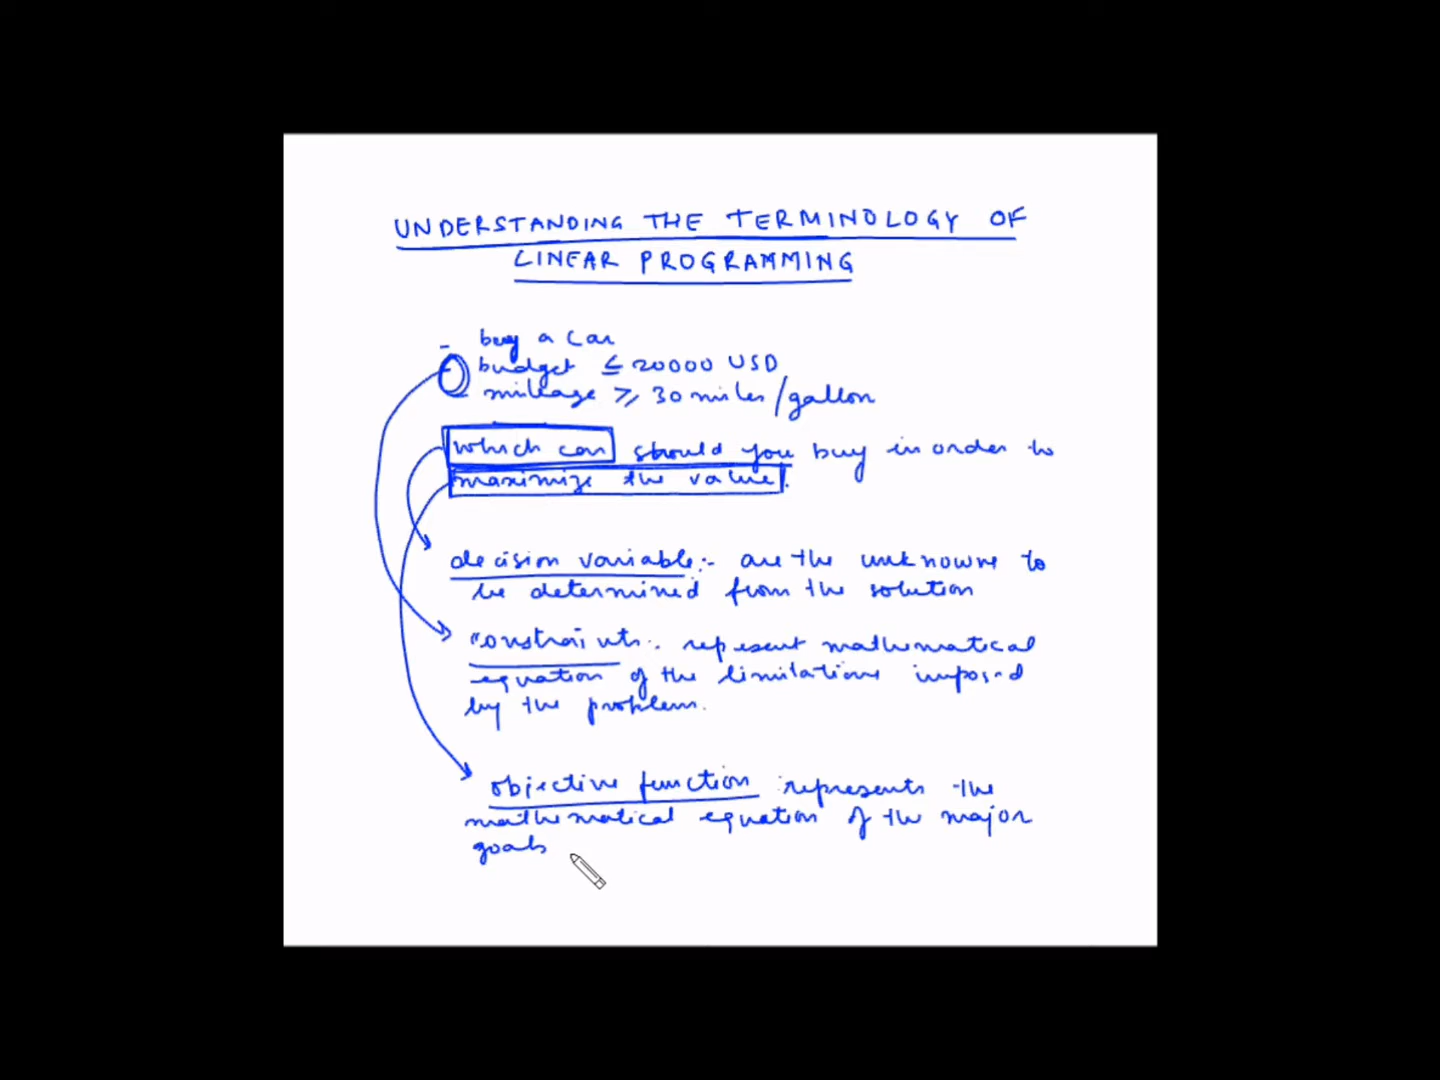 UNDERSTANDING THE TERMINOLOGY OF
LINEAR PROGRAMMING
- buy a car
- budget ≤ 20000 USD
- mileage ≥ 30 miles/gallon
which car should you buy in order to
maximize the value.
decision variable:- are the unknowns to
be determined from the solution
constraints:- represent mathematical
equation of the limitations imposed
by the problem.
objective function represents the
mathematical equation of the major
goals